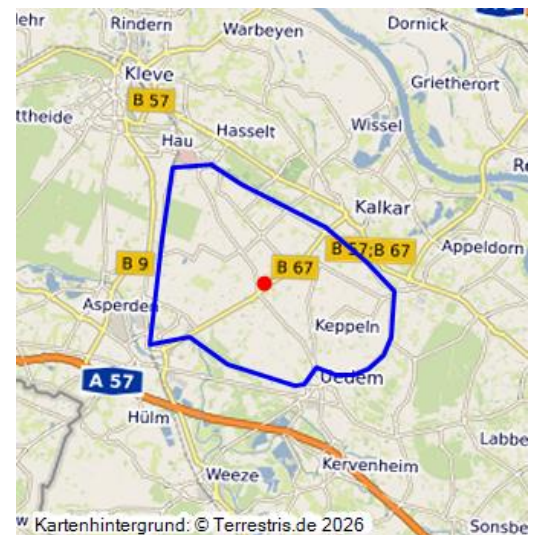 Rindern
Warbeyen
Dornick
Kleve
Grietherort
B 57
ttheide
Hasselt
Wissel
Hau
Kalkar
B 57;B 67
Appeldorn
B 9
B 67
Asperden
Keppeln
A 57
Uedem
Hülm
Labbe
Kervenheim
Weeze
Kartenhintergrund: © Terrestris.de 2026
Sonsbe